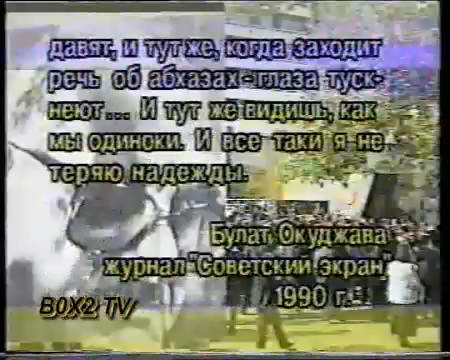 давят, и тут же, когда заходит
речь об абхазах - глаза туск-
неют... И тут же видишь, как
мы одиноки. И все таки я не
теряю надежды.
Булат Окуджава
журнал "Советский экран"
1990 г.
B0X2 TV